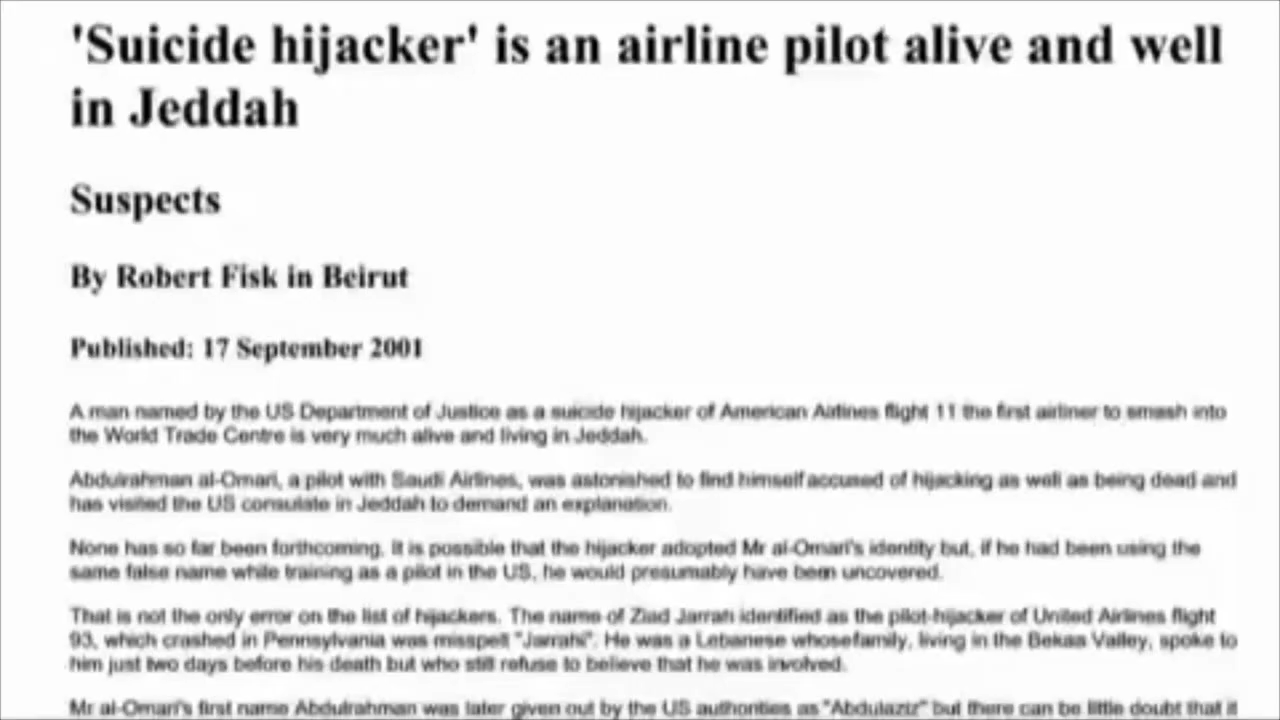 'Suicide hijacker' is an airline pilot alive and well
in Jeddah
Suspects
By Robert Fisk in Beirut
Published: 17 September 2001
A man named by the US Department of Justice as a suicide hijacker of American Airlines flight 11 the first airliner to smash into
the World Trade Centre is very much alive and living in Jeddah.
Abdulrahman al-Omari, a pilot with Saudi Airlines, was astonished to find himself accused of hijacking as well as being dead and
has visited the US consulate in Jeddah to demand an explanation.
None has so far been forthcoming. It is possible that the hijacker adopted Mr al-Omari's identity but, if he had been using the
same false name while training as a pilot in the US, he would presumably have been uncovered.
That is not the only error on the list of hijackers. The name of Ziad Jarrah identified as the pilot-hijacker of United Airlines flight
93, which crashed in Pennsylvania was misspelt "Jarrahi". He was a Lebanese whosefamily, living in the Bekaa Valley, spoke to
him just two days before his death but who still refuse to believe that he was involved.
Mr al-Omari's first name Abdulrahman was later given out by the US authorities as "Abdulaziz" but there can be little doubt that it